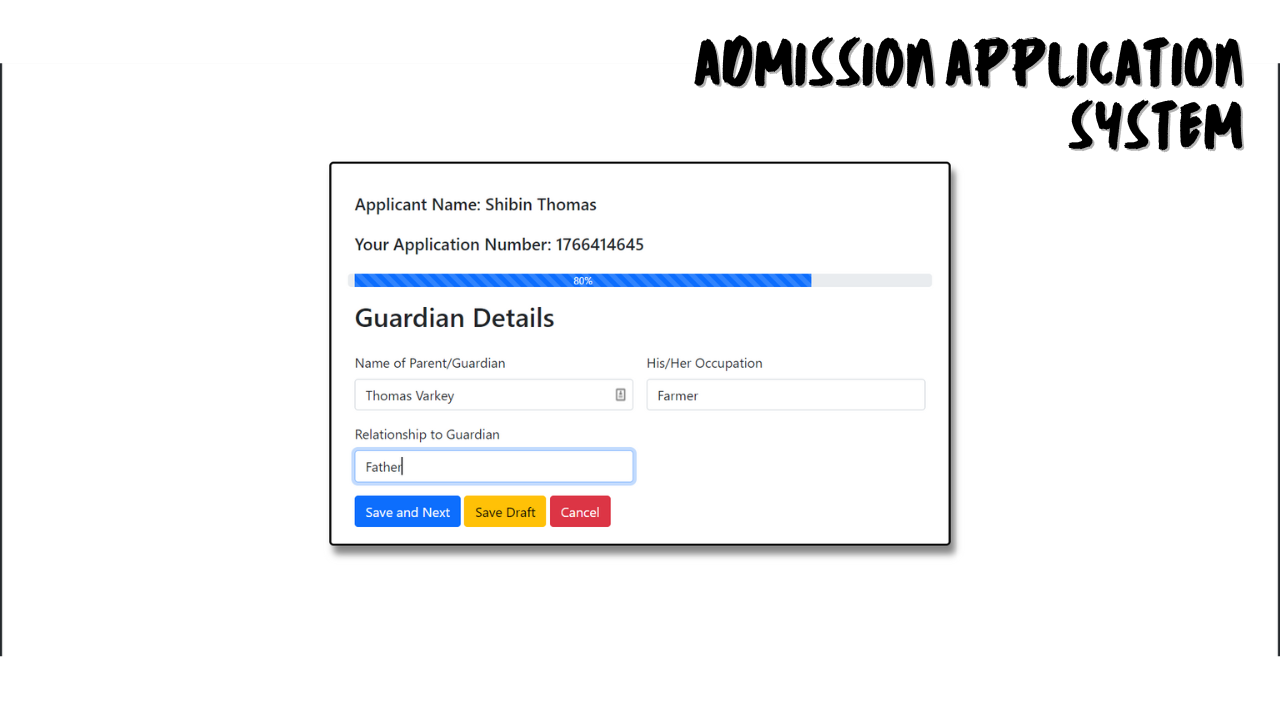 ADMISSION APPLICATION
SYSTEM
Applicant Name: Shibin Thomas
Your Application Number: 1766414645
80%
Guardian Details
Name of Parent/Guardian His/Her Occupation
Thomas Varkey Farmer
Relationship to Guardian
Father
Save and Next Save Draft Cancel